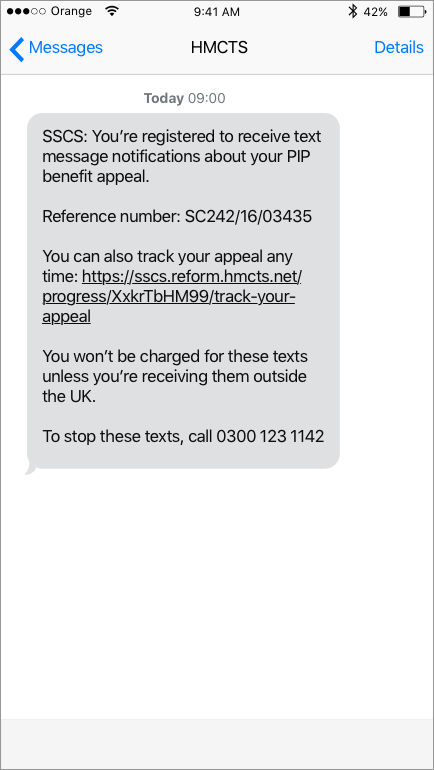 Orange 9:41 AM 42%
Messages HMCTS Details
Today 09:00
SSCS: You’re registered to receive text
message notifications about your PIP
benefit appeal.
Reference number: SC242/16/03435
You can also track your appeal any
time: https://sscs.reform.hmcts.net/
progress/XxkrTbHM99/track-your-
appeal
You won’t be charged for these texts
unless you’re receiving them outside
the UK.
To stop these texts, call 0300 123 1142